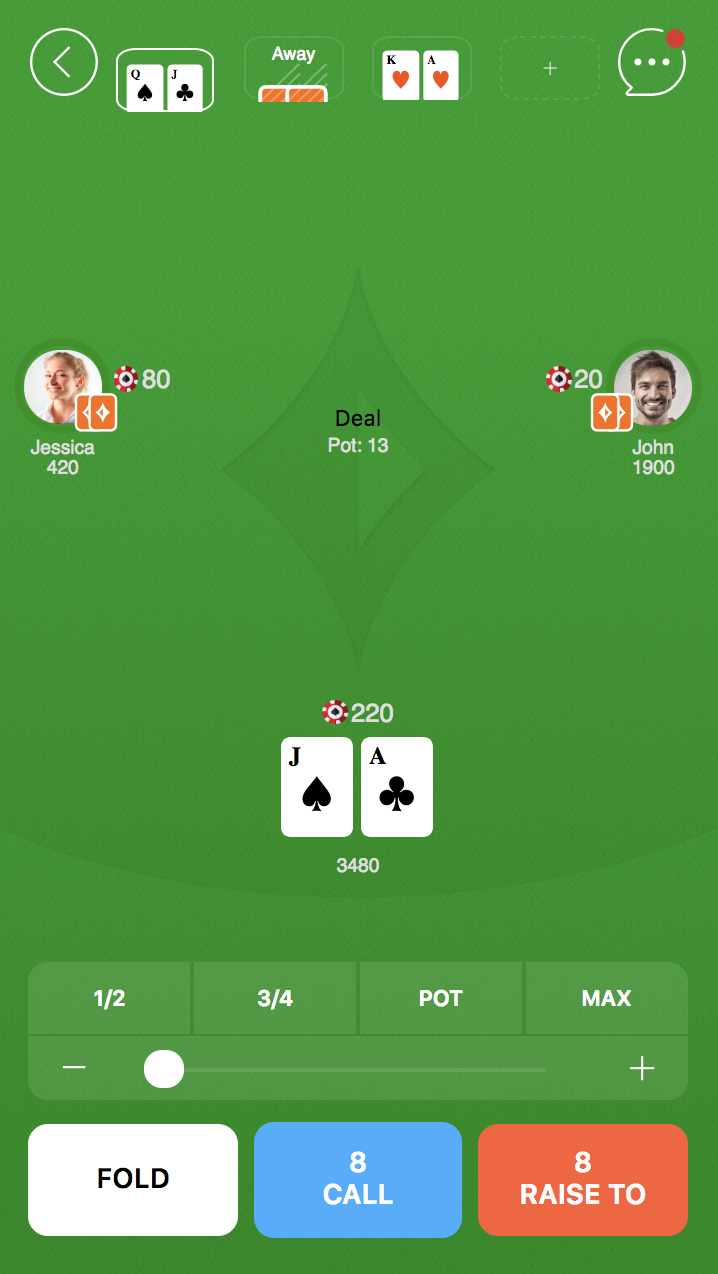 Q J
Away
K A
80
20
Deal
Pot: 13
Jessica
420
John
1900
220
J A
3480
1/2 3/4 POT MAX
FOLD
8
CALL
8
RAISE TO